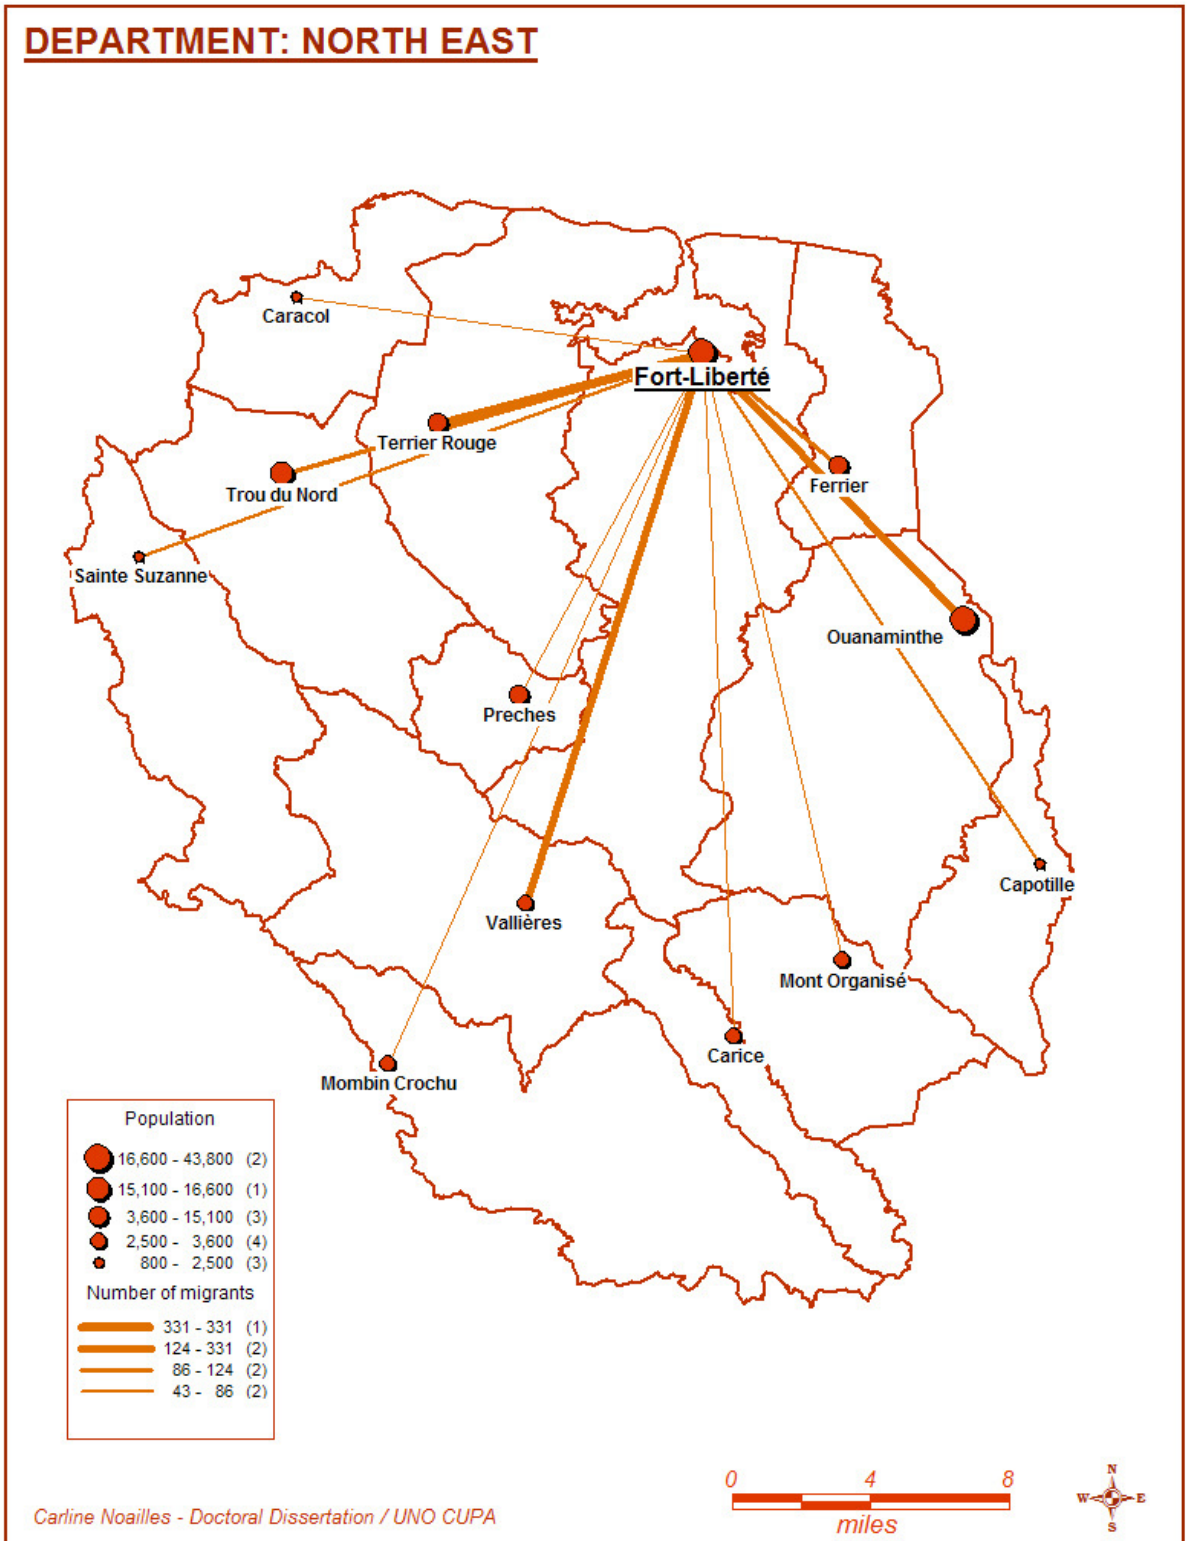 DEPARTMENT: NORTH EAST
Caracol
Fort-Liberté
Terrier Rouge
Trou du Nord
Ferrier
Sainte Suzanne
Ouanaminthe
Preches
Capotille
Vallières
Mont Organisé
Carice
Mombin Crochu
Population
16,600 - 43,800 (2)
15,100 - 16,600 (1)
3,600 - 15,100 (3)
2,500 - 3,600 (4)
800 - 2,500 (3)
Number of migrants
331 - 331 (1)
124 - 331 (2)
86 - 124 (2)
43 - 86 (2)
0 4 8
miles
N
W E
S
Carline Noailles - Doctoral Dissertation / UNO CUPA